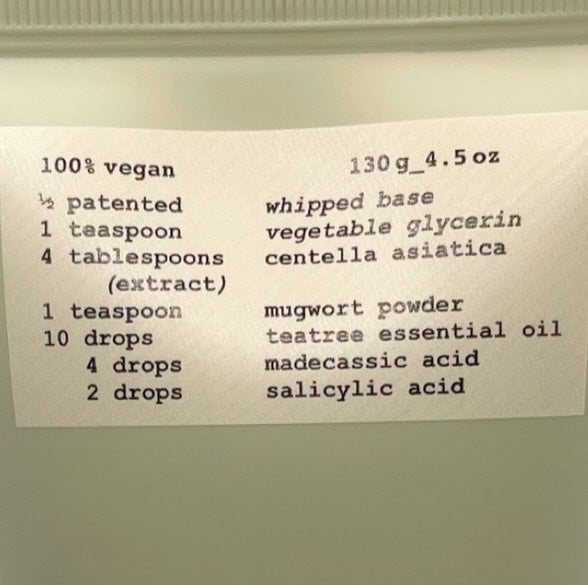 100% vegan 130g_4.5oz
½ patented whipped base
1 teaspoon vegetable glycerin
4 tablespoons centella asiatica
(extract)
1 teaspoon mugwort powder
10 drops teatree essential oil
4 drops madecassic acid
2 drops salicylic acid